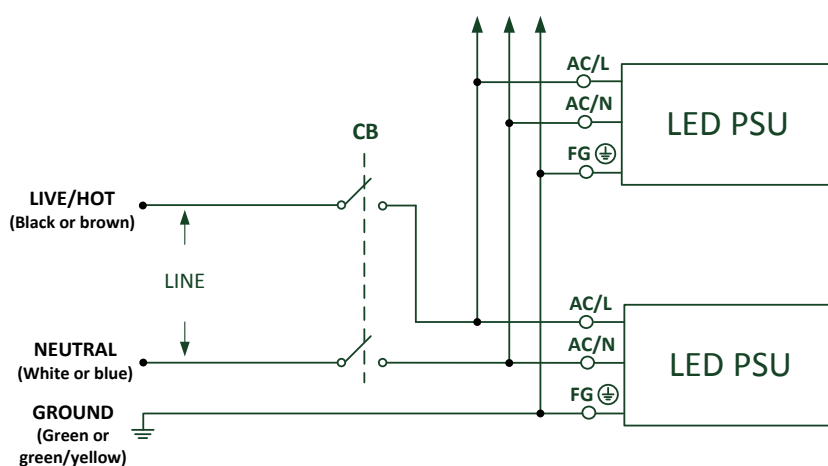 AC/L
AC/N
LED PSU
FG
CB
LIVE/HOT
(Black or brown)
LINE
NEUTRAL
(White or blue)
GROUND
(Green or
green/yellow)
AC/L
AC/N
LED PSU
FG